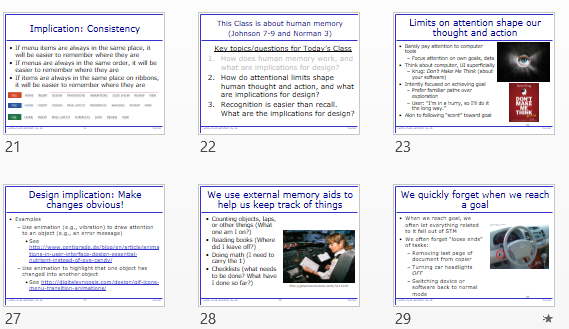 Implication: Consistency
• If menu items are always in the same place, it
will be easier to remember where they are
• If menus are always in the same order, it will be
easier to remember where they are
• If items are always in the same place on ribbons,
it will be easier to remember where they are
21
This Class is about human memory
(Johnson 7-9 and Norman 3)
Key topics/questions for Today's Class
1. How does human memory work, and
what are implications for design?
2. How do attentional limits shape
human thought and action, and what
are implications for design?
3. Recognition is easier than recall.
What are the implications for design?
22
Limits on attention shape our
thought and action
• Barely pay attention to computer
tools
– Focus attention on goals, data
• Think about computer, UI superficially
– Krug: Don't Make Me Think (about
your software)
• Intently focused on achieving goal
– Prefer familiar paths over
exploration
– User: "I'm in a hurry, so I'll do it
the long way."
• Akin to following "scent" toward goal
DON'T
MAKE
ME
THINK
23
Design implication: Make
changes obvious!
• Examples
– Use animation (e.g., vibration) to draw attention
to an object (e.g., an error message)
• See
http://www.centigrade.de/blog/en/article/anima
tions-in-user-interface-design-essential-
nutrient-instead-of-eye-candy/
– Use animation to highlight that one object has
changed into another object
• See http://digitalsynopsis.com/design/gif-icons-
menu-transition-animations/
27
We use external memory aids to
help us keep track of things
• Counting objects, laps,
or other things (What
one am I on?)
• Reading books (Where
did I leave off?)
• Doing math (I need to
carry the 1)
• Checklists (what needs
to be done? What have
I done so far?)
28
We quickly forget when we reach
a goal
• When we reach goal, we
often let everything related
to it fall out of STM
• We often forget "loose ends"
of tasks:
– Removing last page of
document from copier
– Turning car headlights
OFF
– Switching device or
software back to normal
mode
29